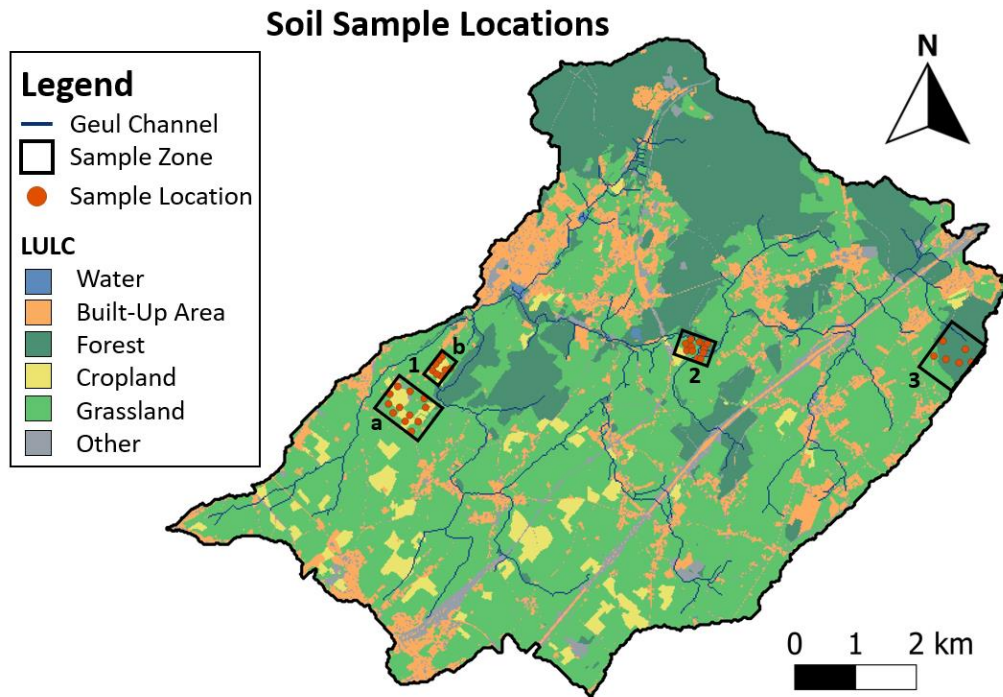 Soil Sample Locations
Legend
Geul Channel
Sample Zone
Sample Location
LULC
Water
Built-Up Area
Forest
Cropland
Grassland
Other
N
1
b
a
2
3
0 1 2 km